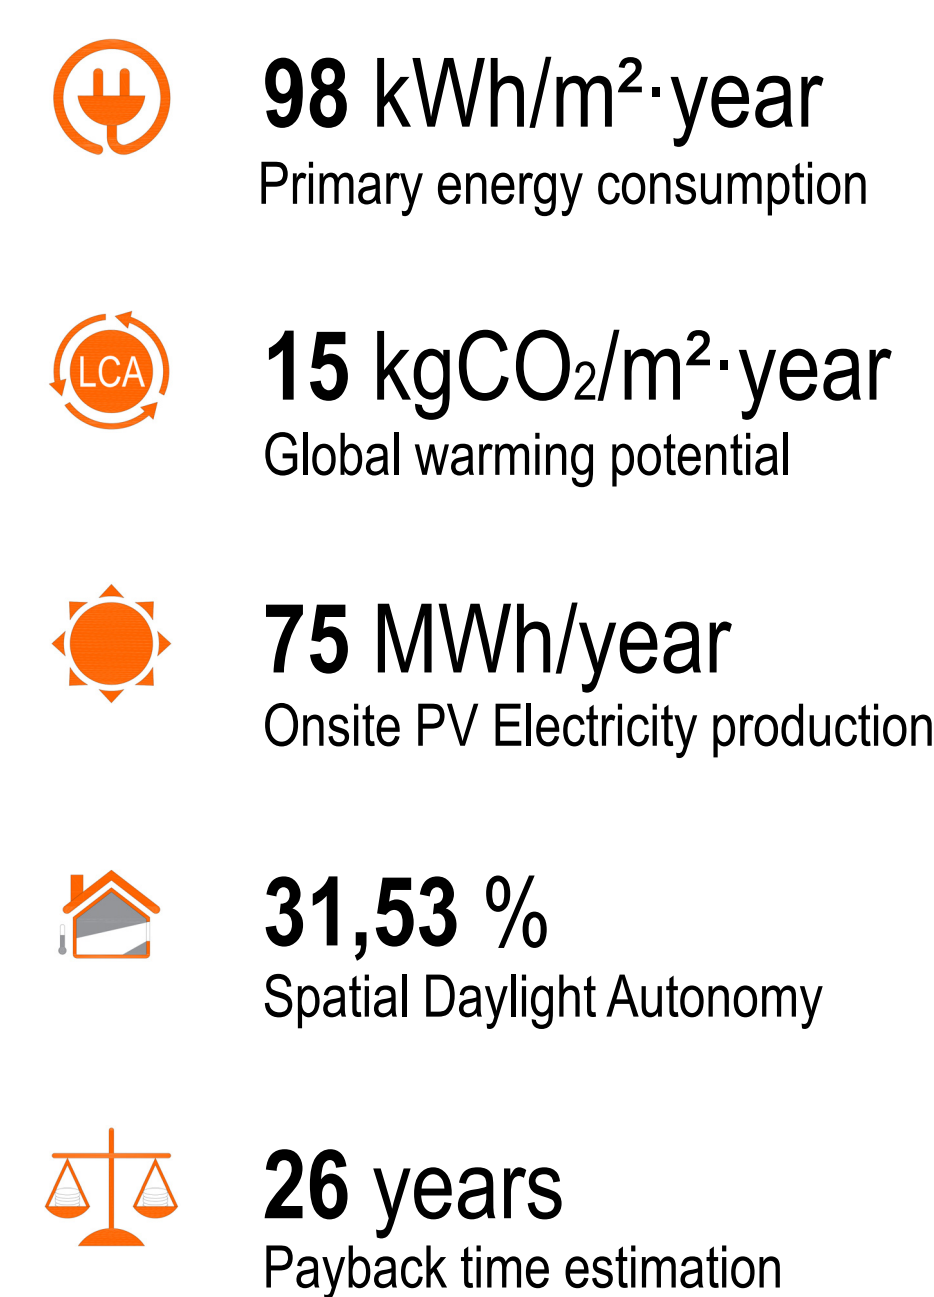 98 kWh/m²·year
Primary energy consumption
LCA
15 kgCO₂/m²·year
Global warming potential
75 MWh/year
Onsite PV Electricity production
31,53 %
Spatial Daylight Autonomy
26 years
Payback time estimation